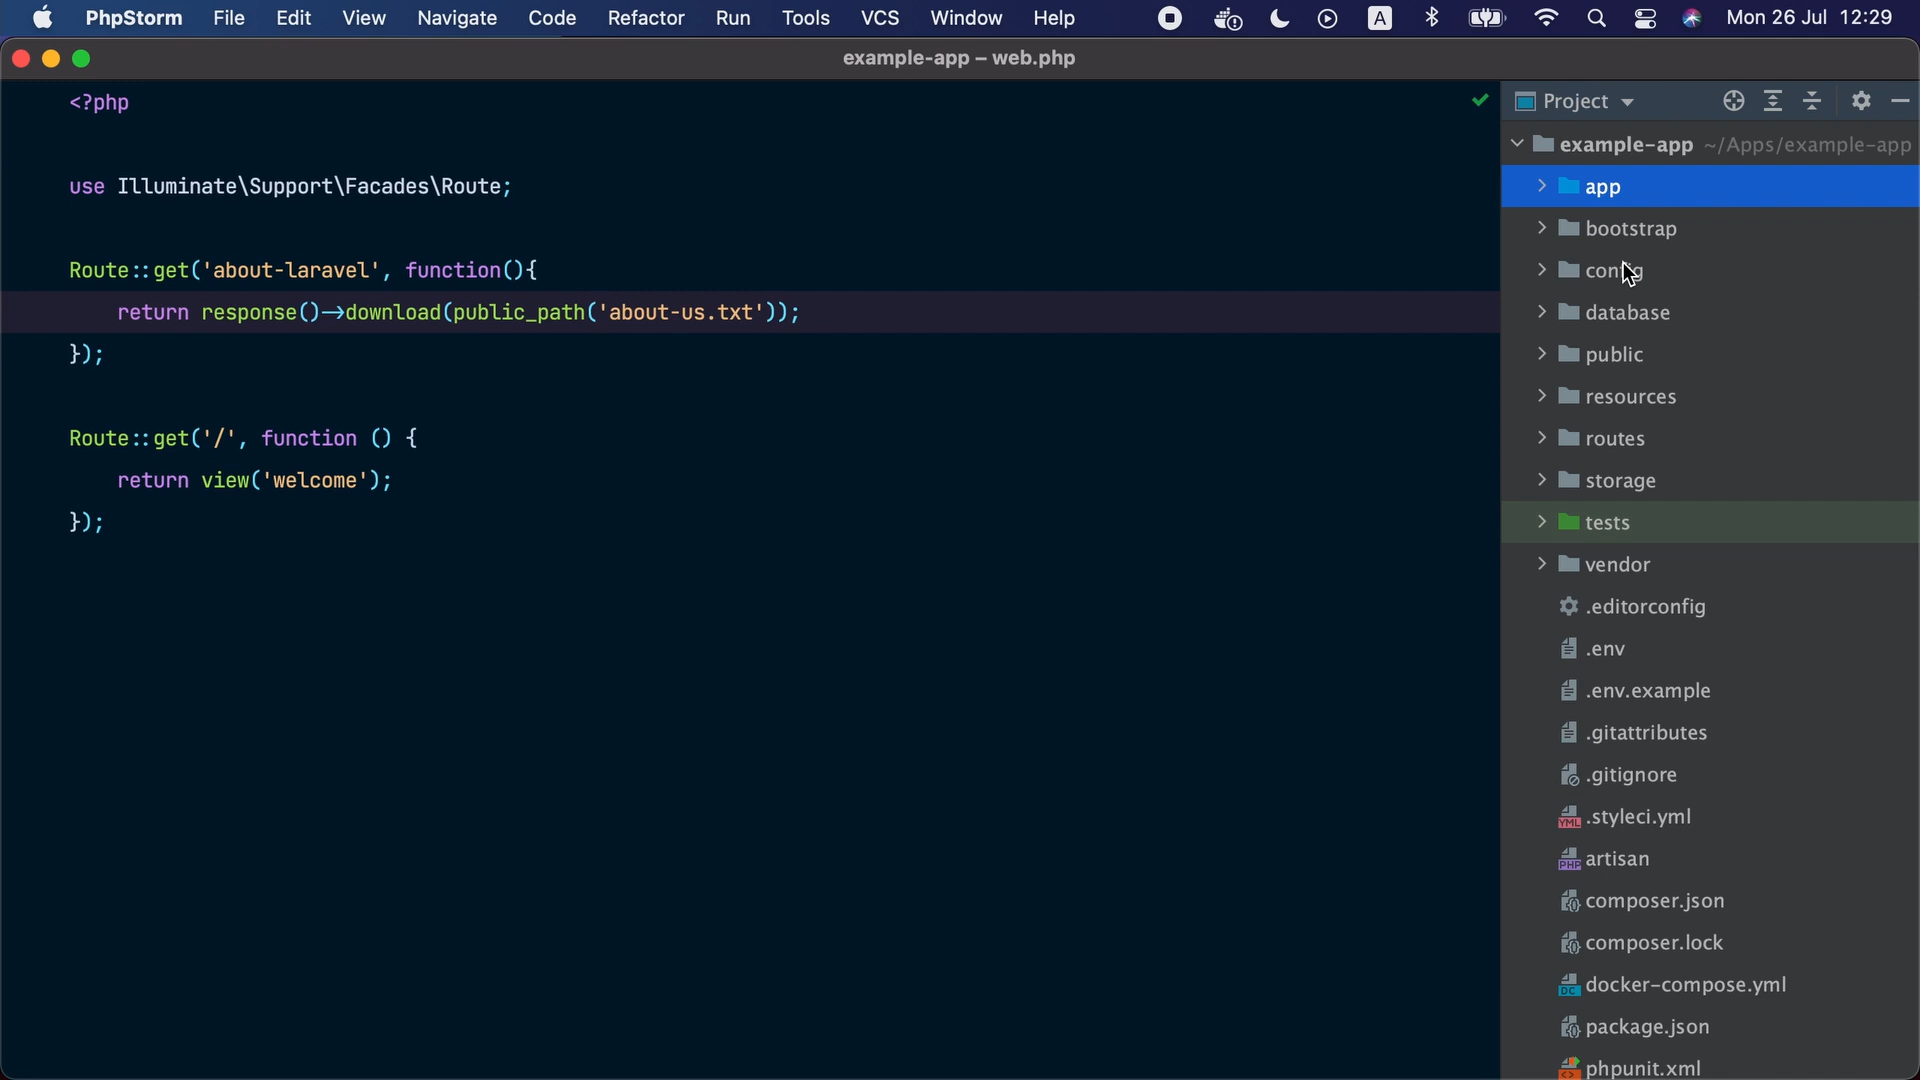 PhpStorm File Edit View Navigate Code Refactor Run Tools VCS Window Help A Mon 26 Jul 12:29
example-app – web.php
<?php
use Illuminate\Support\Facades\Route;
Route::get('about-laravel', function(){
return response()->download(public_path('about-us.txt'));
});
Route::get('/', function () {
return view('welcome');
});
Project
example-app ~/Apps/example-app
app
bootstrap
config
database
public
resources
routes
storage
tests
vendor
.editorconfig
.env
.env.example
.gitattributes
.gitignore
YML .styleci.yml
PHP artisan
composer.json
composer.lock
DC docker-compose.yml
package.json
phpunit.xml